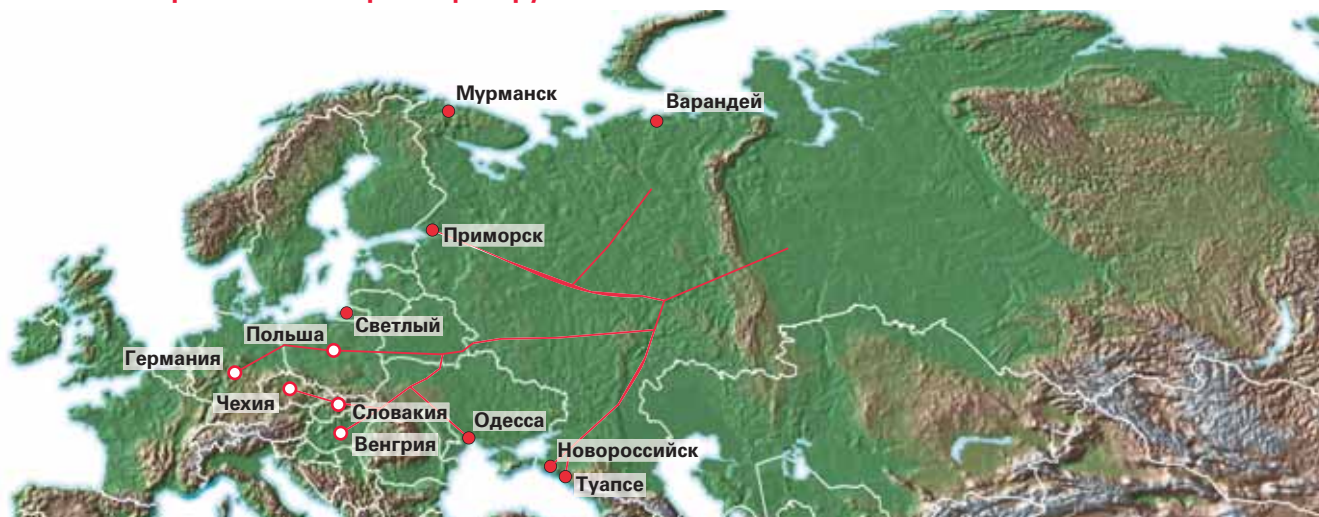 Мурманск
Варандей
Приморск
Светлый
Польша
Германия
Чехия
Словакия
Одесса
Венгрия
Новороссийск
Туапсе